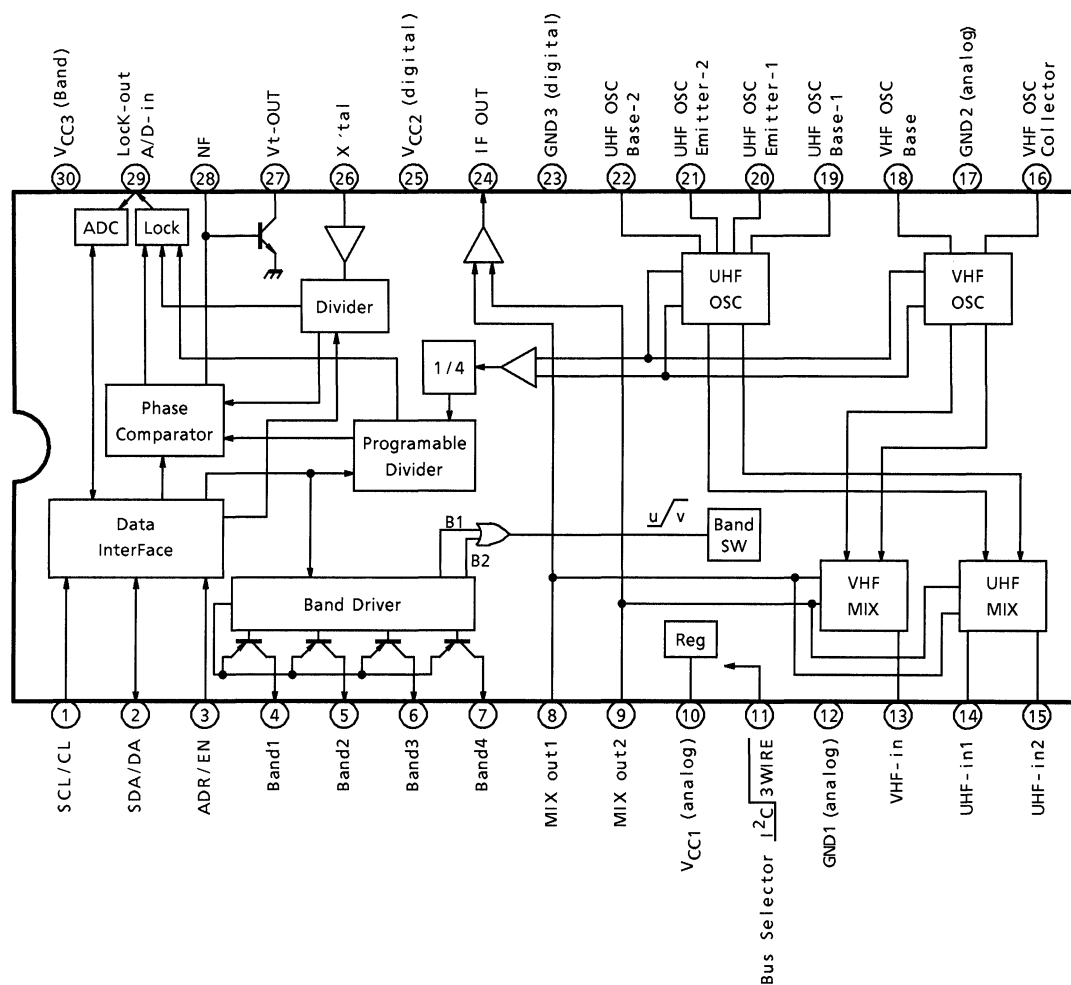 VCC3 (Band)
LocK-out
A/D-in
NF
Vt-OUT
X'tal
VCC2 (digital)
IF OUT
GND3 (digital)
UHF OSC
Base-2
UHF OSC
Emitter-2
UHF OSC
Emitter-1
UHF OSC
Base-1
VHF OSC
Base
GND2 (analog)
VHF OSC
Collector
30
29
28
27
26
25
24
23
22
21
20
19
18
17
16
ADC
Lock
Divider
UHF
OSC
VHF
OSC
1/4
Phase
Comparator
Programable
Divider
Data
InterFace
B1
B2
u/v
Band
SW
Band Driver
VHF
MIX
UHF
MIX
Reg
1
2
3
4
5
6
7
8
9
10
11
12
13
14
15
SCL/CL
SDA/DA
ADR/EN
Band1
Band2
Band3
Band4
MIX out1
MIX out2
VCC1 (analog)
Bus Selector I2C 3WIRE
GND1 (analog)
VHF-in
UHF-in1
UHF-in2